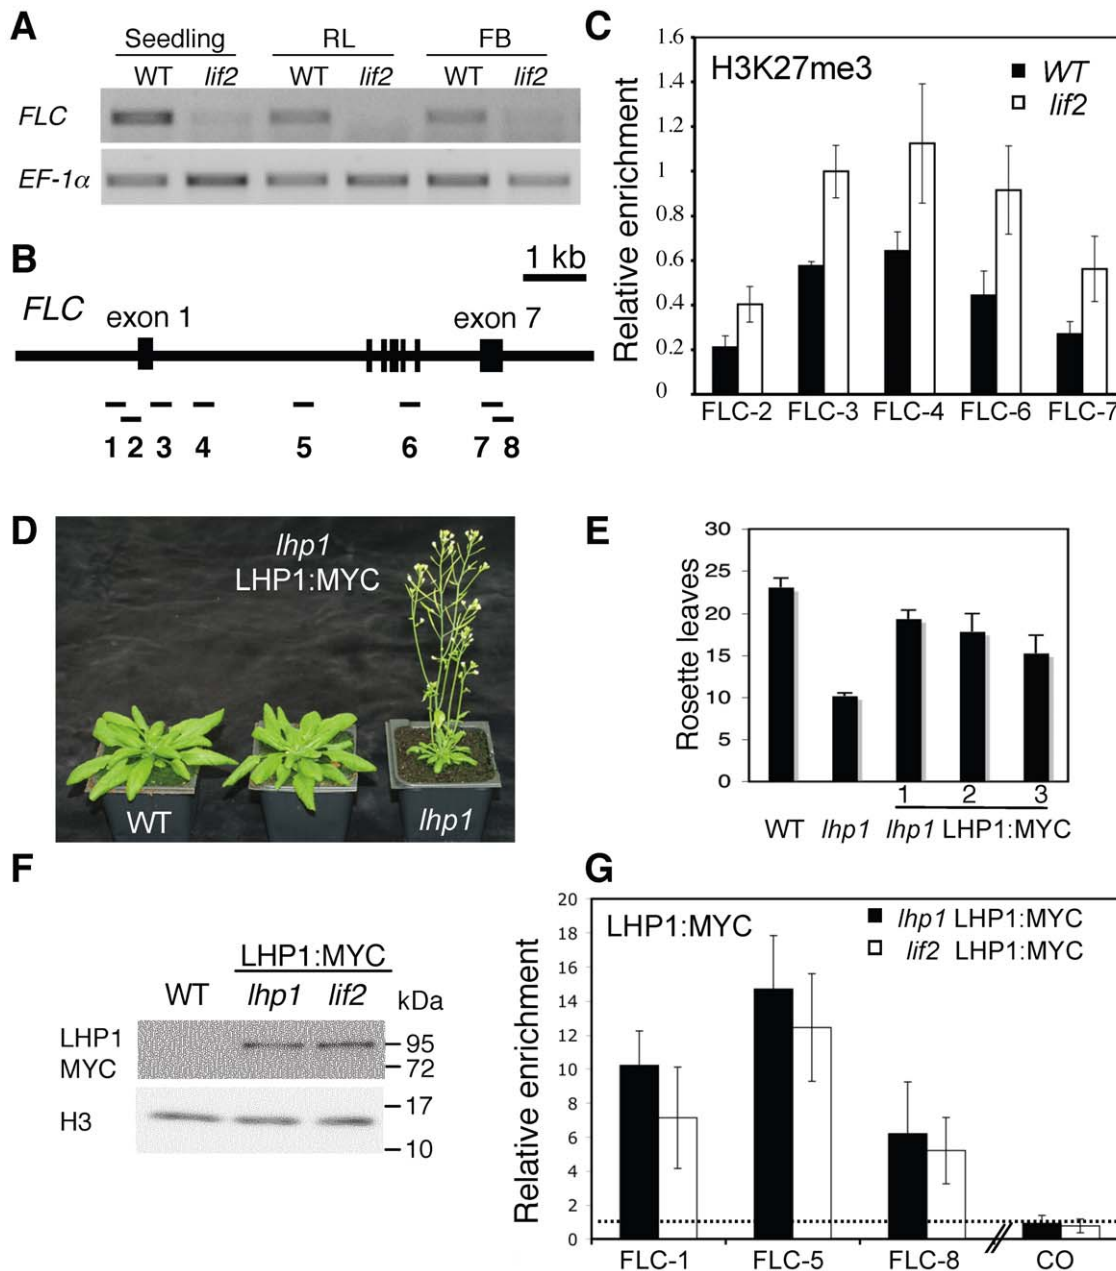 A
Seedling RL FB
WT lif2 WT lif2 WT lif2
FLC
EF-1α
B
1 kb
FLC
exon 1 exon 7
1 2 3 4 5 6 7 8
C
H3K27me3
WT
lif2
Relative enrichment
1.6
1.4
1.2
1
0.8
0.6
0.4
0.2
0
FLC-2 FLC-3 FLC-4 FLC-6 FLC-7
D
lhp1
LHP1:MYC
WT
lhp1
E
Rosette leaves
30
25
20
15
10
5
0
1 2 3
WT lhp1 lhp1 LHP1:MYC
F
LHP1:MYC
WT lhp1 lif2 kDa
LHP1
MYC
95
72
H3
17
10
G
LHP1:MYC
lhp1 LHP1:MYC
lif2 LHP1:MYC
Relative enrichment
20
18
16
14
12
10
8
6
4
2
0
FLC-1 FLC-5 FLC-8 CO